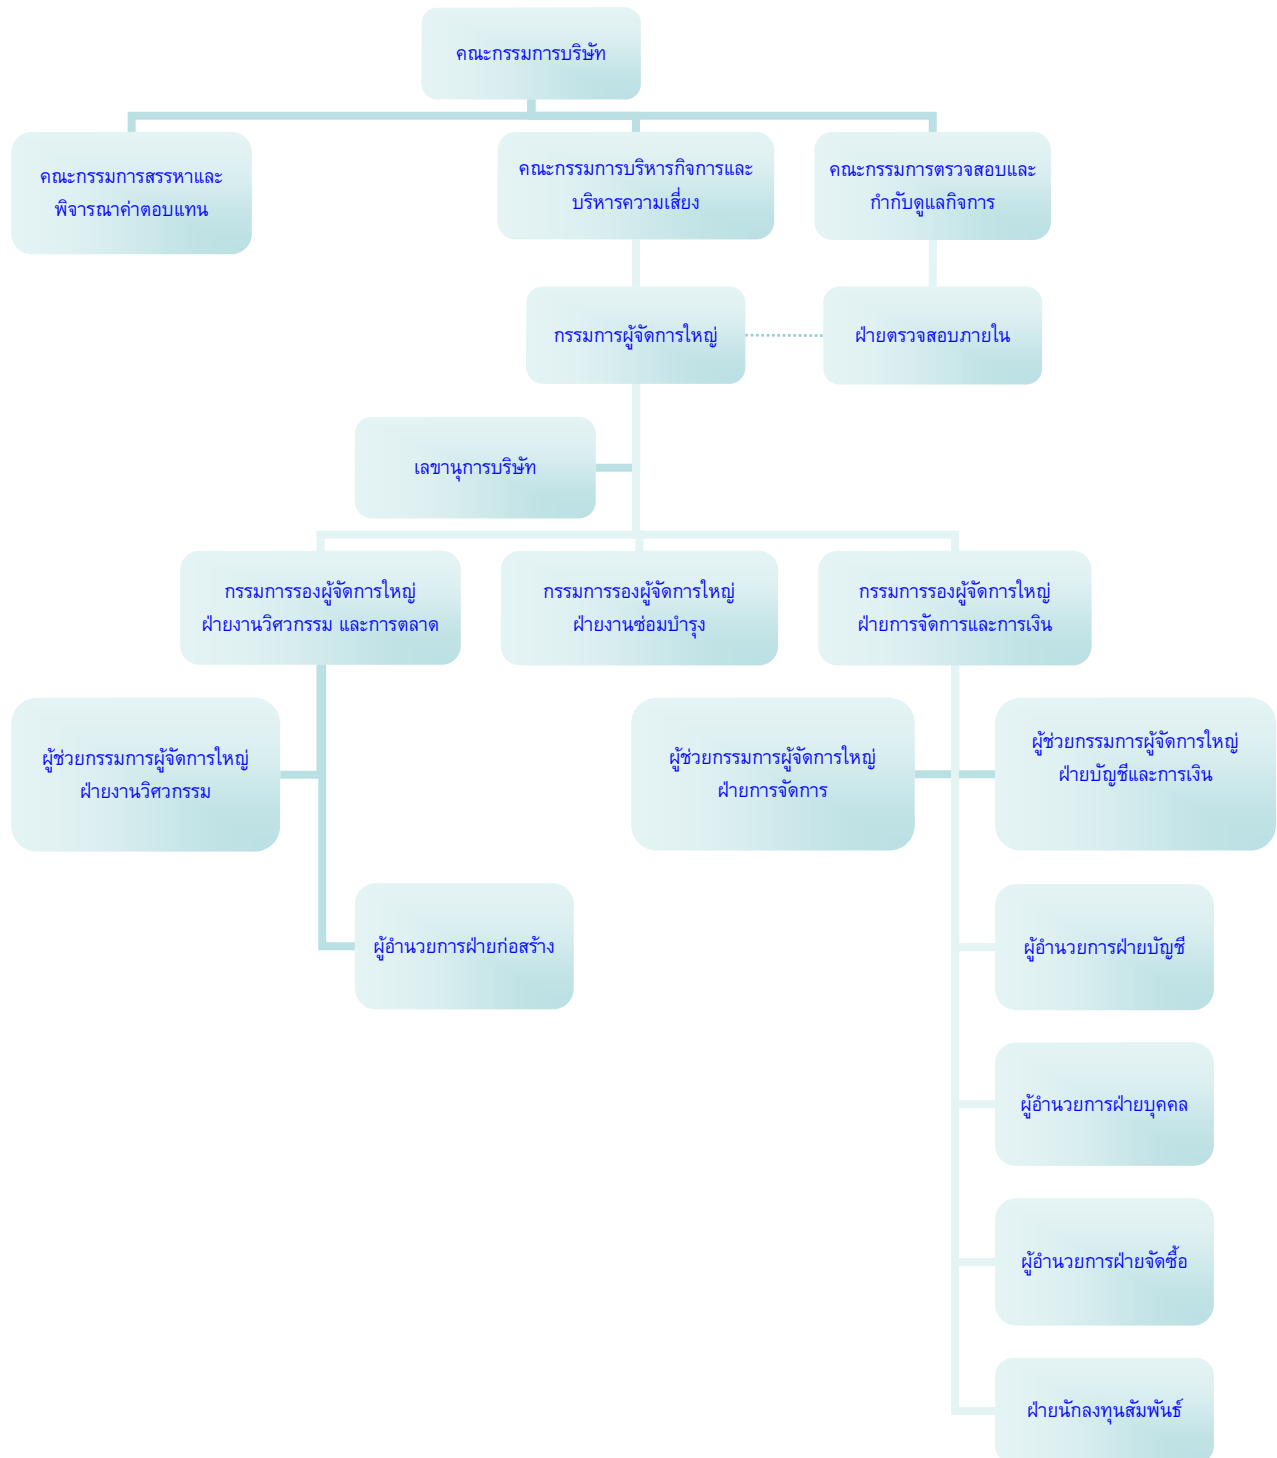 คณะกรรมการบริษัท
คณะกรรมการสรรหาและ
พิจารณาค่าตอบแทน
คณะกรรมการบริหารกิจการและ
บริหารความเสี่ยง
คณะกรรมการตรวจสอบและ
กำกับดูแลกิจการ
กรรมการผู้จัดการใหญ่
ฝ่ายตรวจสอบภายใน
เลขานุการบริษัท
กรรมการรองผู้จัดการใหญ่
ฝ่ายงานวิศวกรรม และการตลาด
กรรมการรองผู้จัดการใหญ่
ฝ่ายงานซ่อมบำรุง
กรรมการรองผู้จัดการใหญ่
ฝ่ายการจัดการและการเงิน
ผู้ช่วยกรรมการผู้จัดการใหญ่
ฝ่ายงานวิศวกรรม
ผู้ช่วยกรรมการผู้จัดการใหญ่
ฝ่ายการจัดการ
ผู้ช่วยกรรมการผู้จัดการใหญ่
ฝ่ายบัญชีและการเงิน
ผู้อำนวยการฝ่ายก่อสร้าง
ผู้อำนวยการฝ่ายบัญชี
ผู้อำนวยการฝ่ายบุคคล
ผู้อำนวยการฝ่ายจัดซื้อ
ฝ่ายนักลงทุนสัมพันธ์